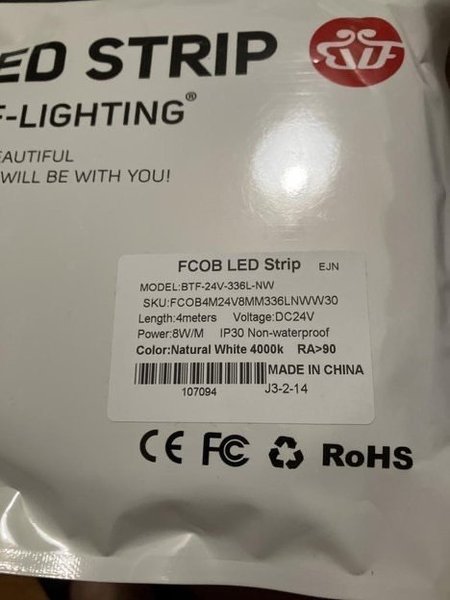 ED STRIP
F-LIGHTING®
EAUTIFUL
WILL BE WITH YOU!
FCOB LED Strip EJN
MODEL:BTF-24V-336L-NW
SKU:FCOB4M24V8MM336LNWW30
Length:4meters Voltage:DC24V
Power:8W/M IP30 Non-waterproof
Color:Natural White 4000k RA>90
MADE IN CHINA
107094 J3-2-14
CE FC RoHS